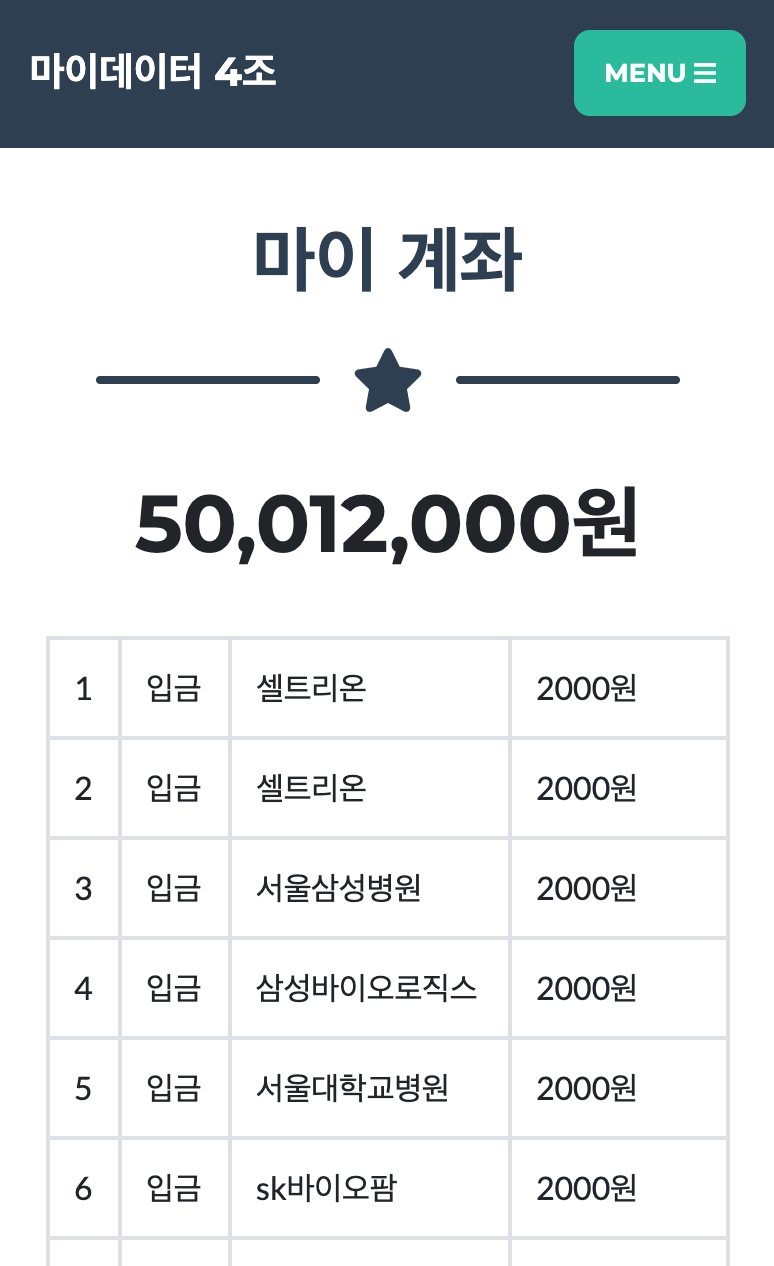 마이데이터 4조
MENU ☰
마이 계좌
50,012,000원
1 입금 셀트리온 2000원
2 입금 셀트리온 2000원
3 입금 서울삼성병원 2000원
4 입금 삼성바이오로직스 2000원
5 입금 서울대학교병원 2000원
6 입금 sk바이오팜 2000원